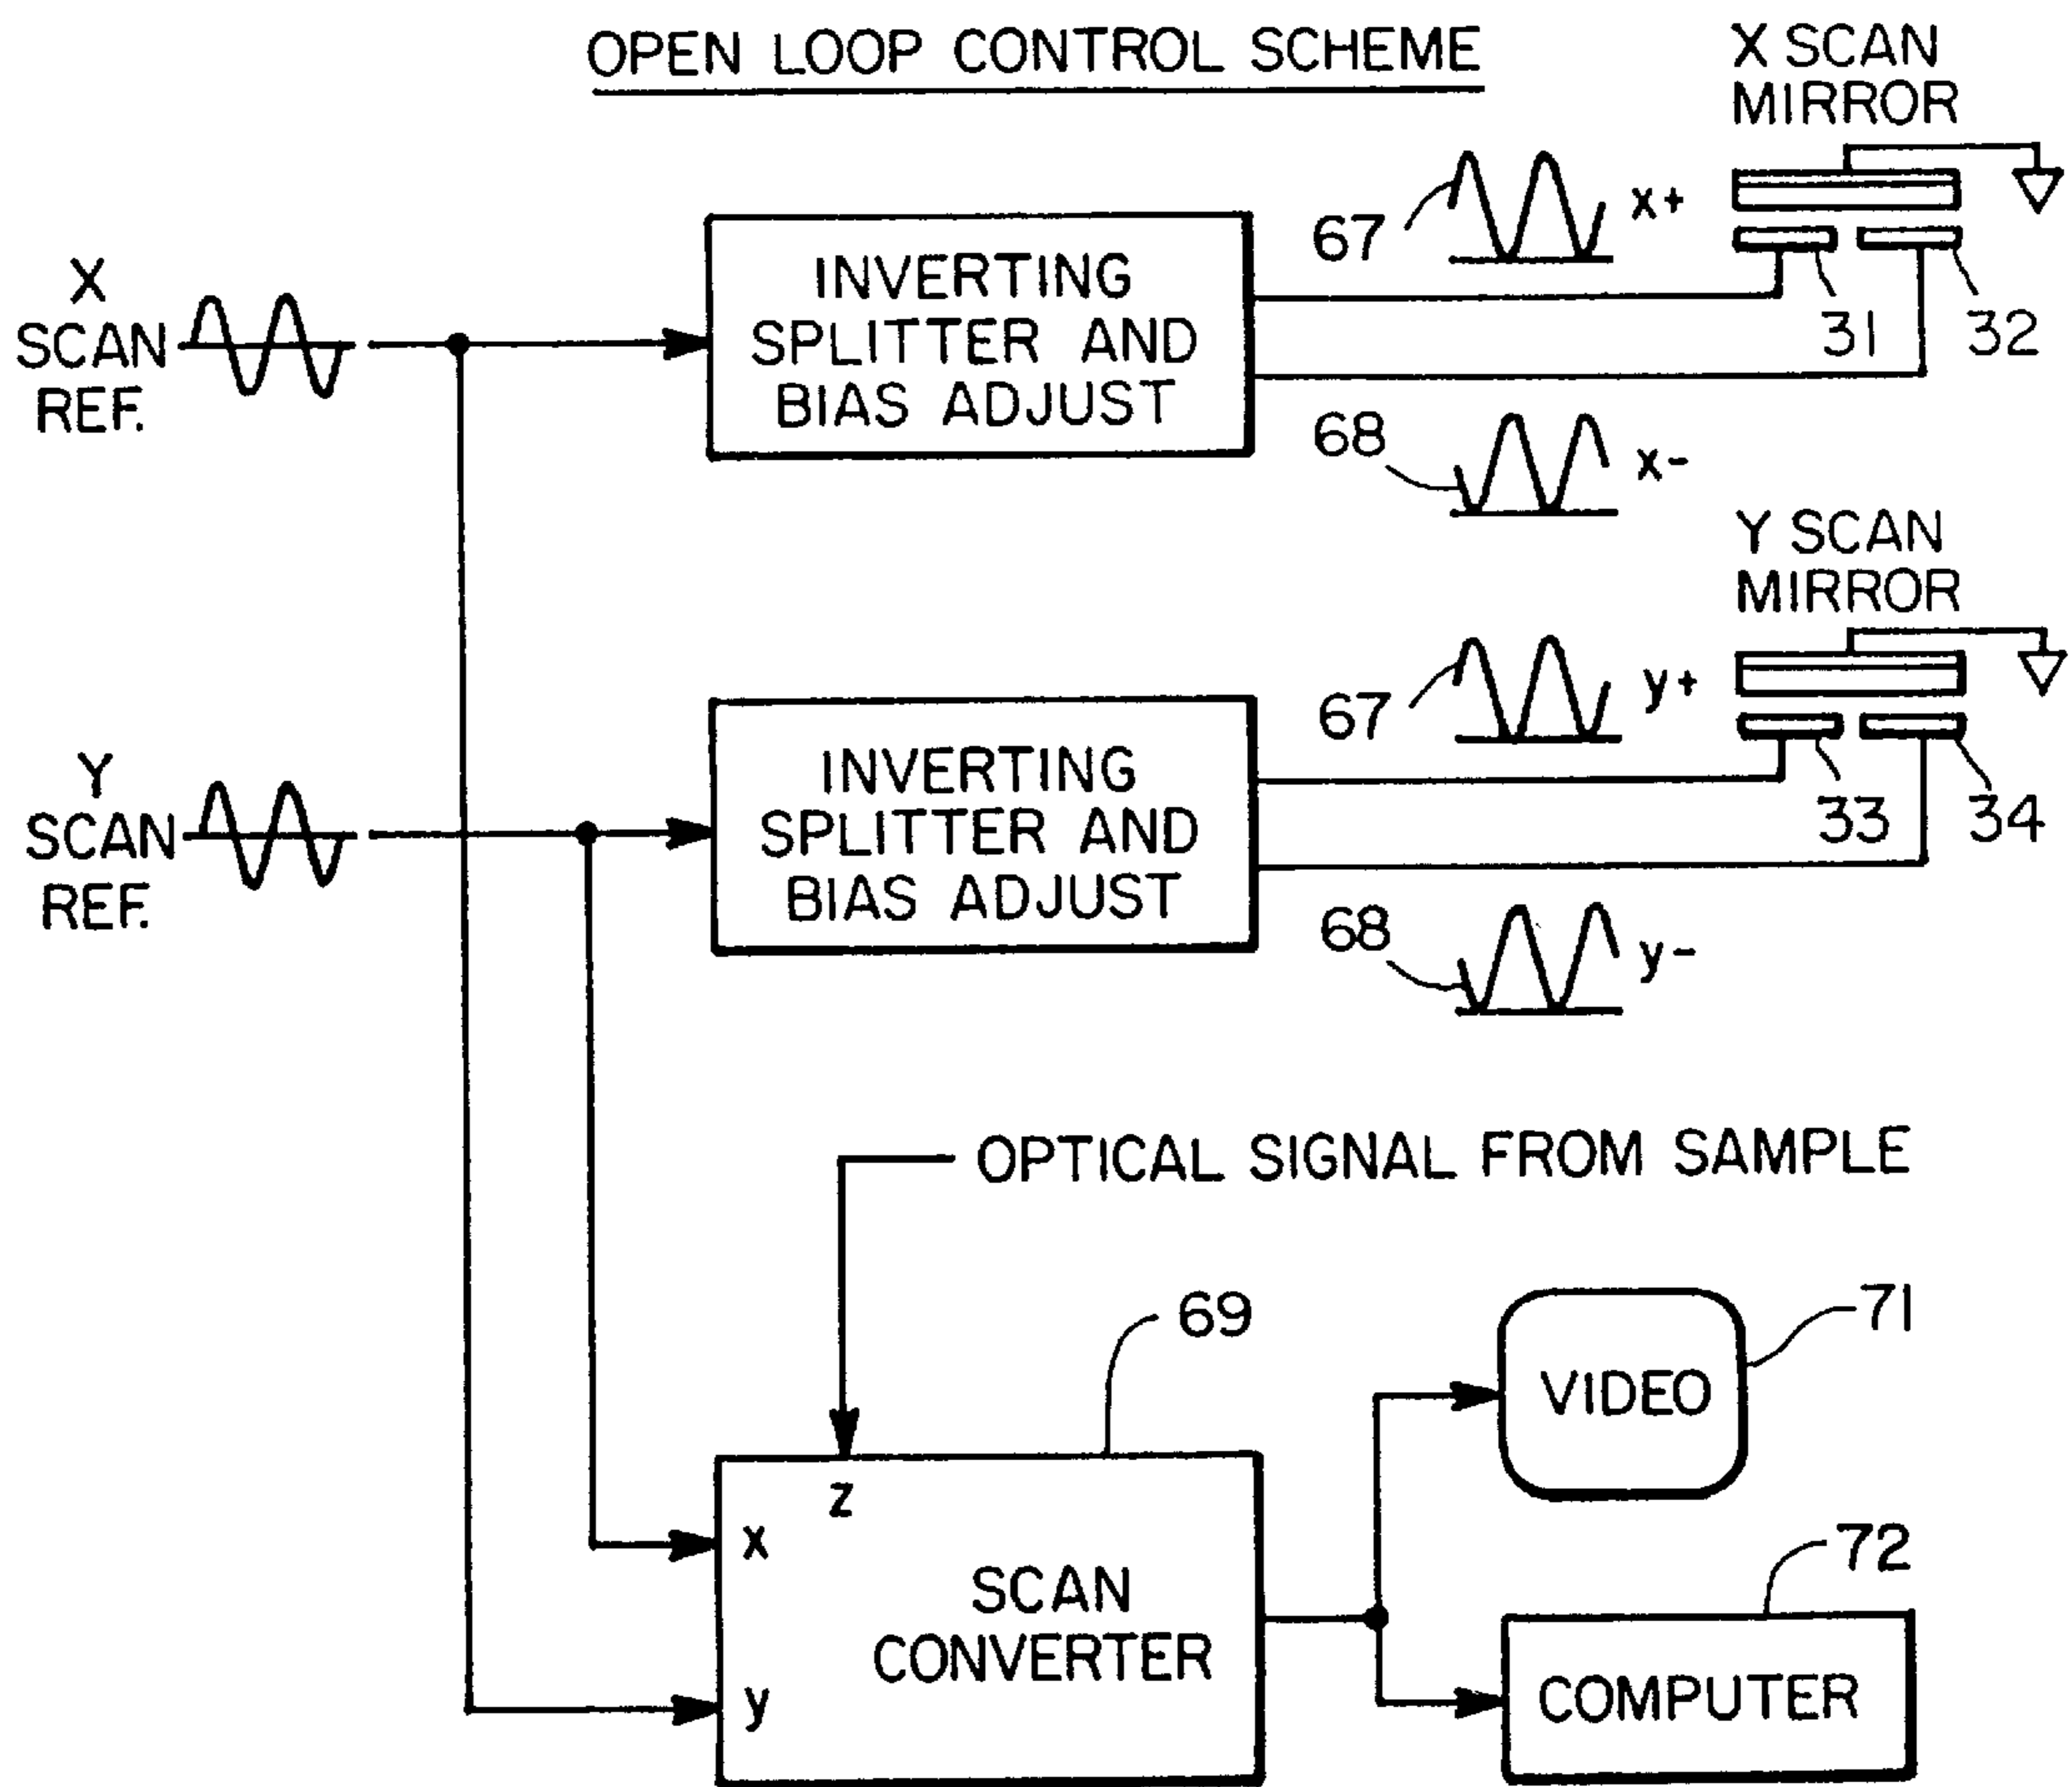 OPEN LOOP CONTROL SCHEME
X SCAN
MIRROR
67
x+
X
SCAN
REF.
INVERTING
SPLITTER AND
BIAS ADJUST
31
32
68
x-
Y SCAN
MIRROR
67
y+
Y
SCAN
REF.
INVERTING
SPLITTER AND
BIAS ADJUST
33
34
68
y-
OPTICAL SIGNAL FROM SAMPLE
69
71
VIDEO
z
x
72
SCAN
CONVERTER
y
COMPUTER